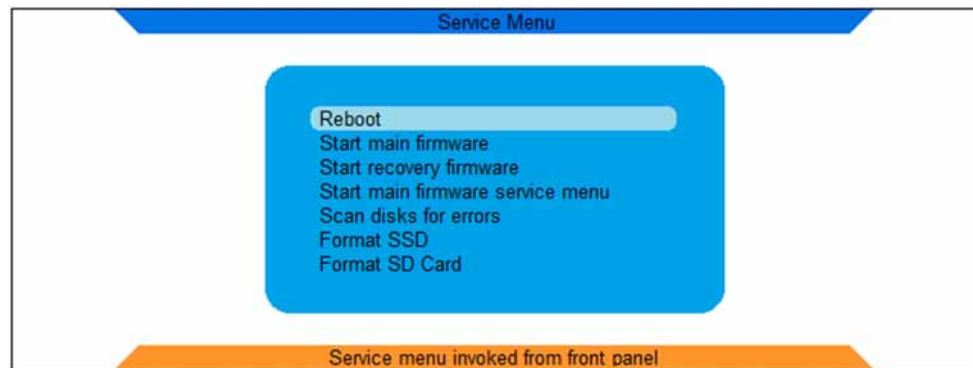 Service Menu
Reboot
Start main firmware
Start recovery firmware
Start main firmware service menu
Scan disks for errors
Format SSD
Format SD Card
Service menu invoked from front panel